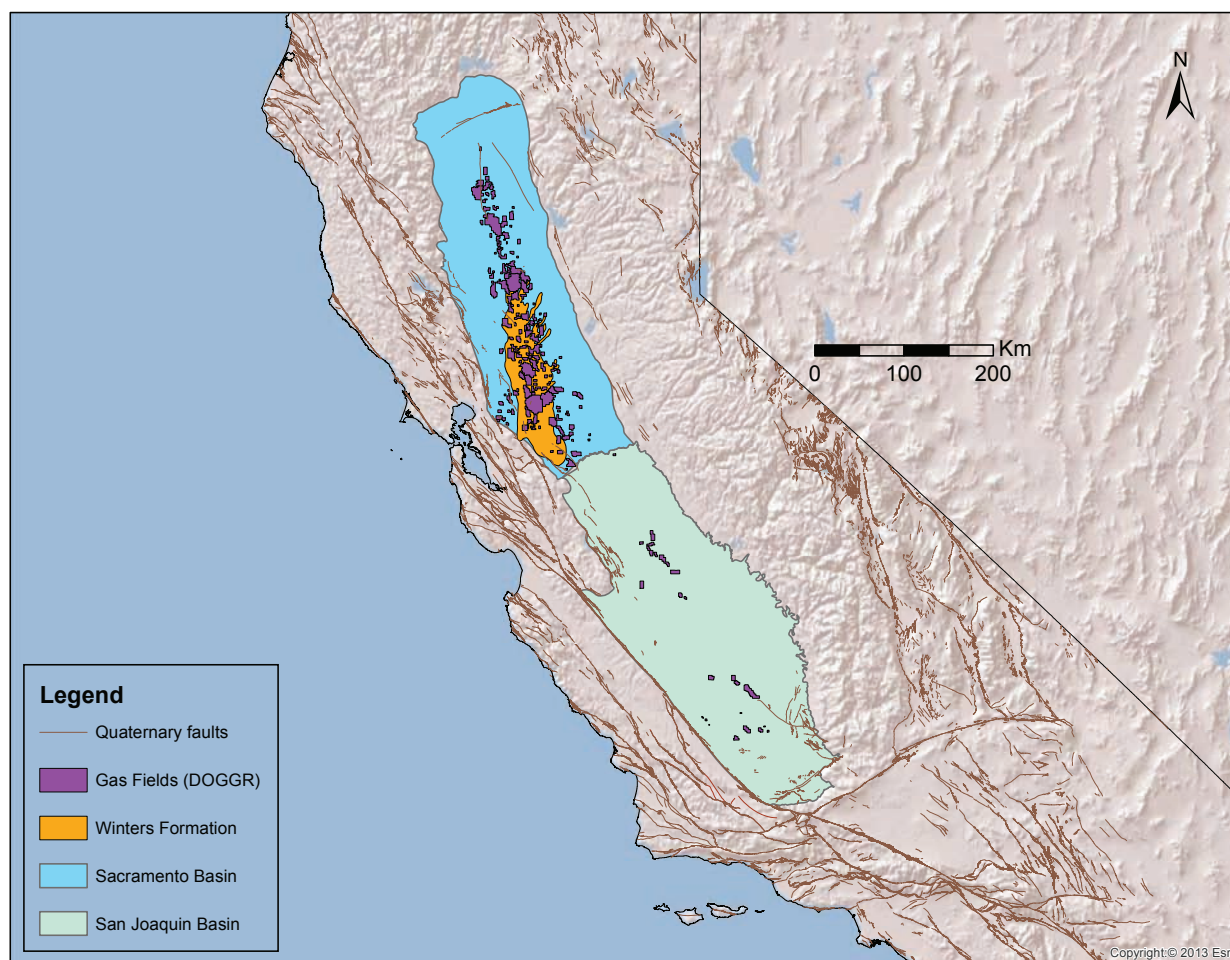 N
Km
0 100 200
Legend
Quaternary faults
Gas Fields (DOGGR)
Winters Formation
Sacramento Basin
San Joaquin Basin
Copyright:© 2013 Esr